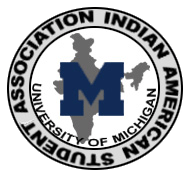 INDIAN AMERICAN STUDENT ASSOCIATION
M
UNIVERSITY OF MICHIGAN